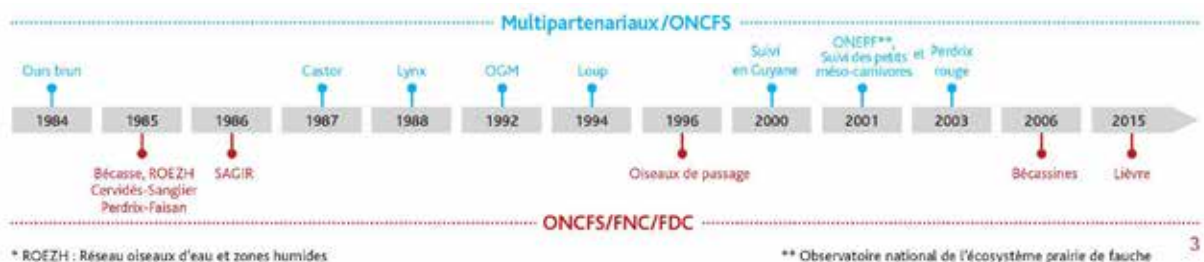 Multipartenariaux/ONCFS
Ours brun
Castor
Lynx
OGM
Loup
Suivi
en Guyane
ONEPF**,
Suivi des petits et
méso-carnivores
Perdrix
rouge
1984
1985
1986
1987
1988
1992
1994
1996
2000
2001
2003
2006
2015
Bécasse, ROEZH
Cervidés-Sanglier
Perdrix-Faisan
SAGIR
Oiseaux de passage
Bécassines
Lièvre
ONCFS/FNC/FDC
* ROEZH : Réseau oiseaux d'eau et zones humides
** Observatoire national de l'écosystème prairie de fauche
3